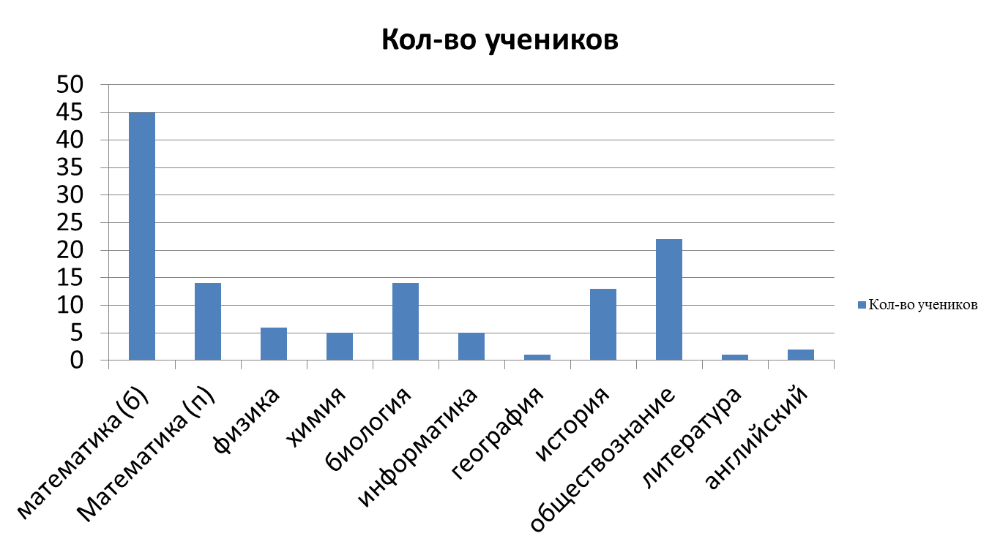 Кол-во учеников
50
45
40
35
30
25
20
15
10
5
0
математика (б)
Математика (п)
физика
химия
биология
информатика
география
история
обществознание
литература
английский
Кол-во учеников